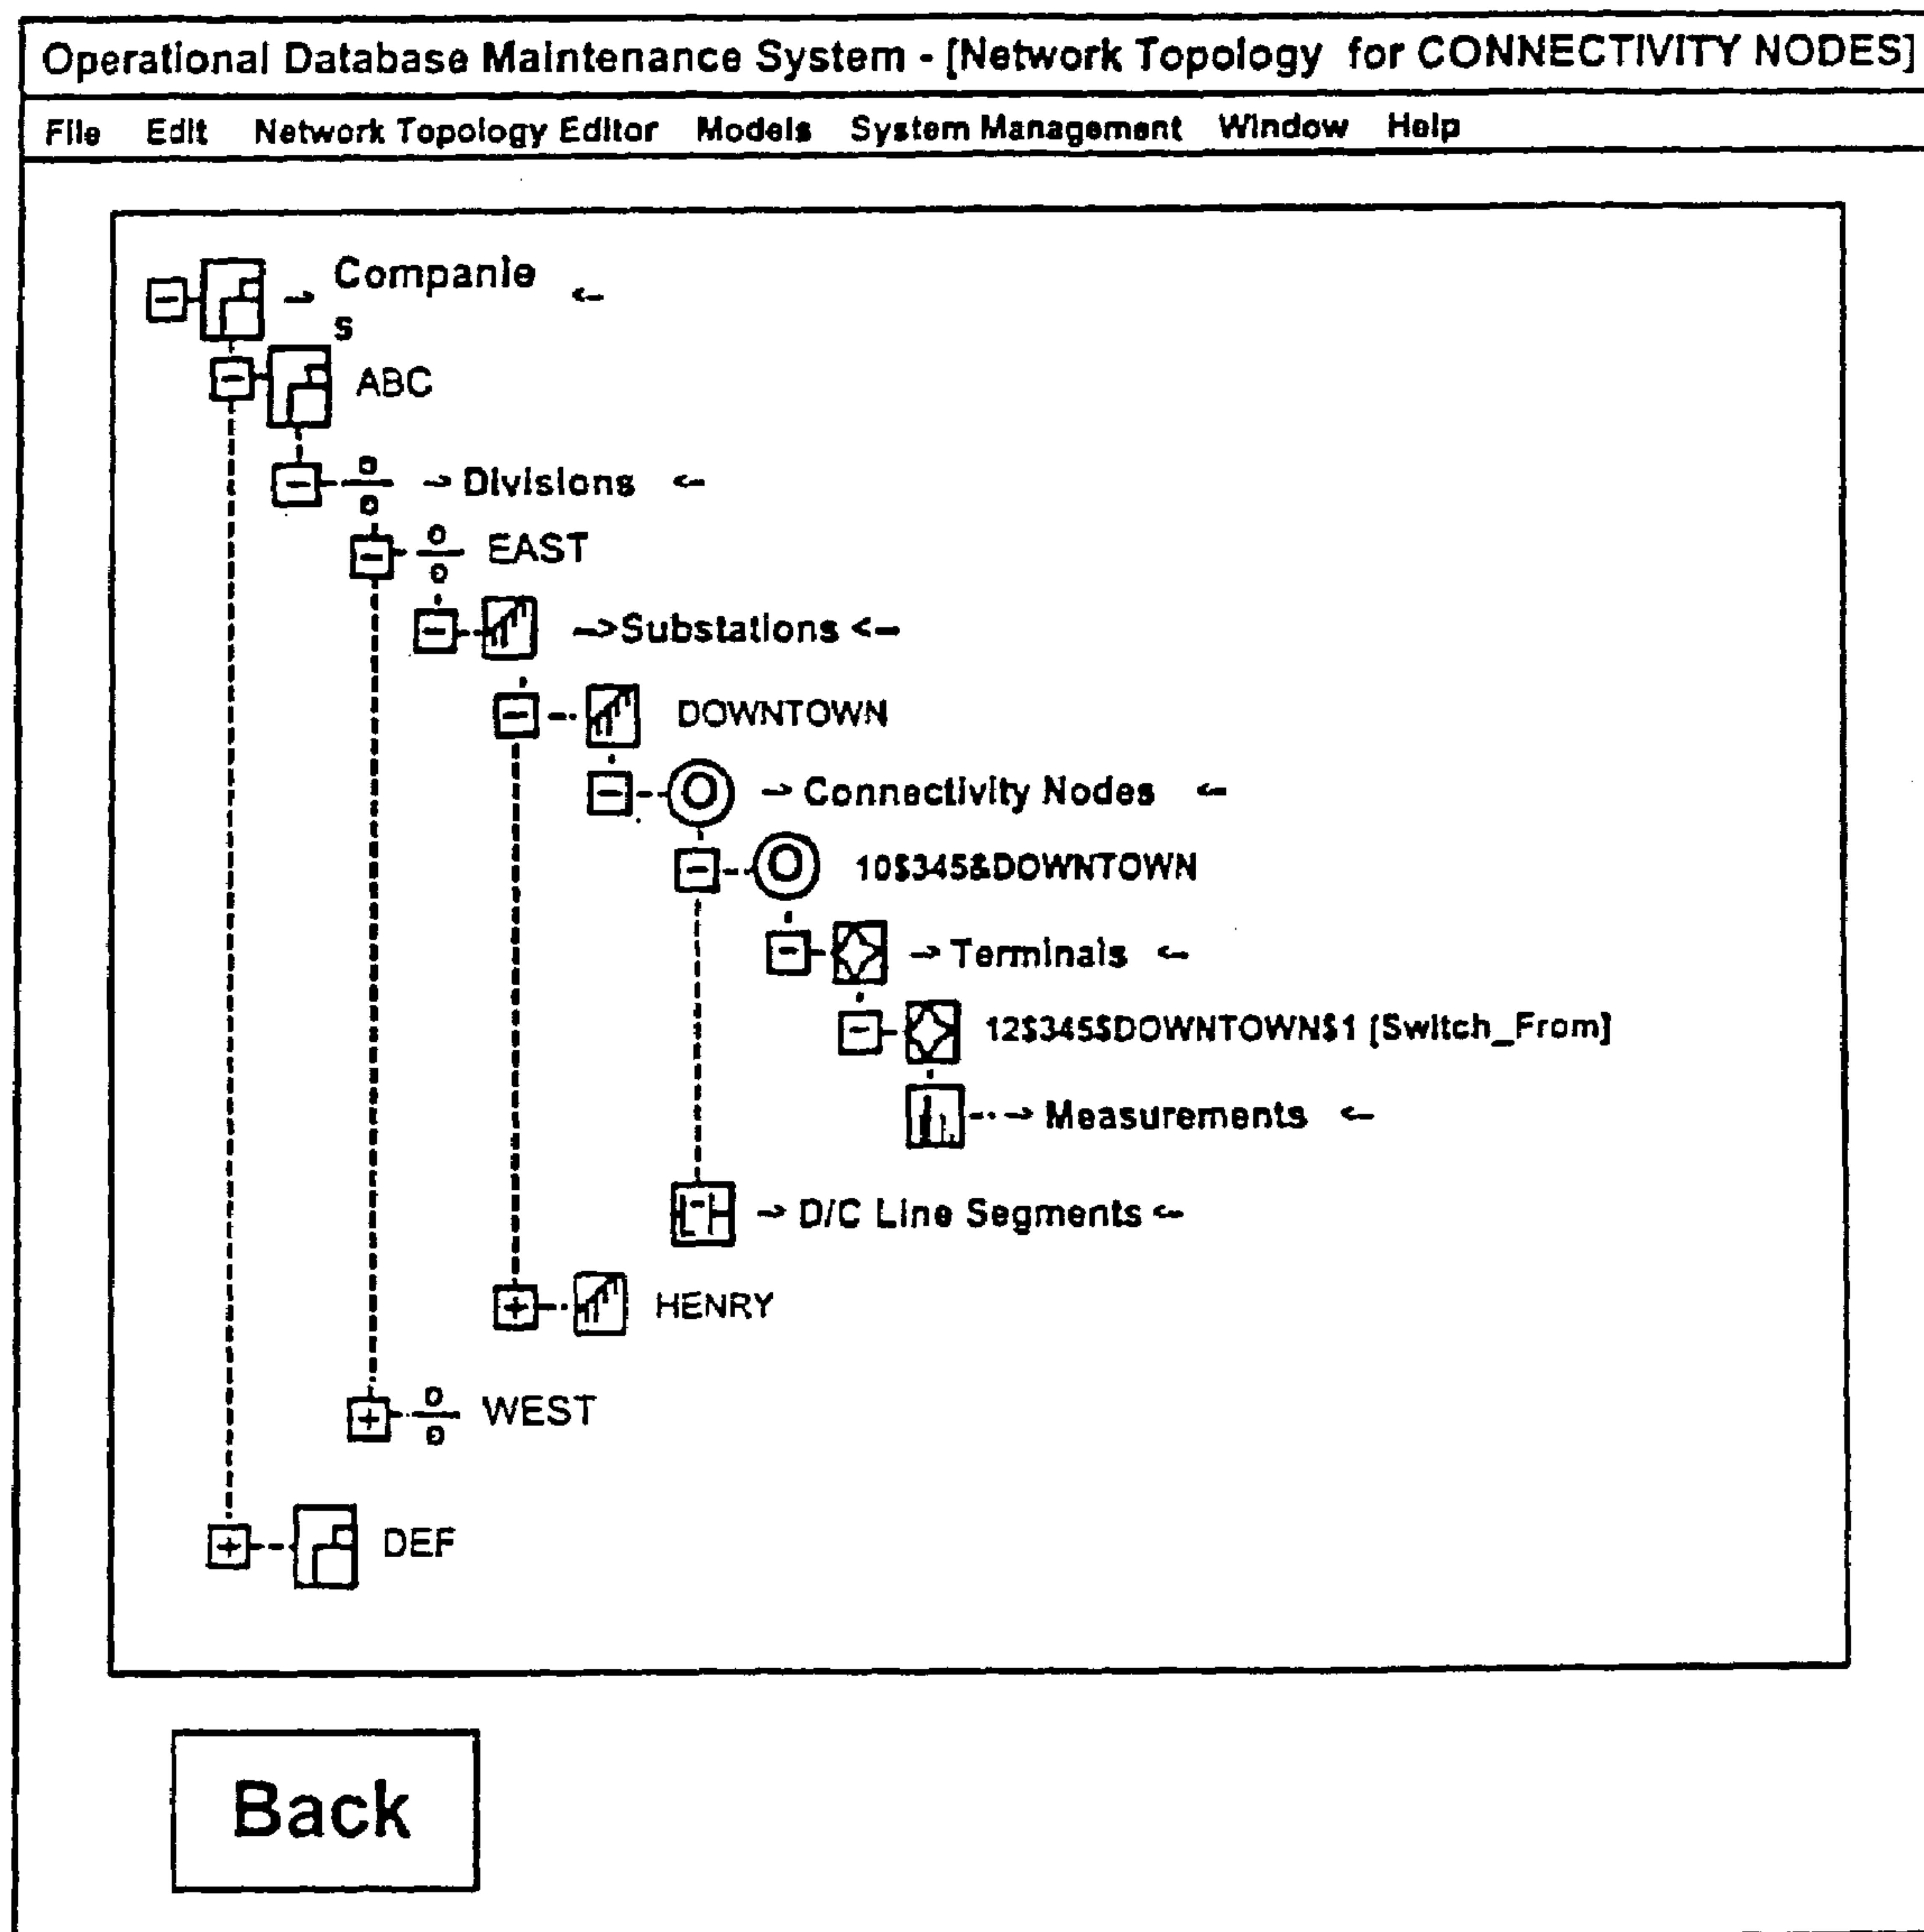 Operational Database Maintenance System - [Network Topology for CONNECTIVITY NODES]
File Edit Network Topology Editor Models System Management Window Help
-> Companie <-
s
ABC
-> Divisions <-
EAST
-->Substations <--
DOWNTOWN
-> Connectivity Nodes <-
10$345&DOWNTOWN
-> Terminals <-
12$345$DOWNTOWN$1 [Switch_From]
-> Measurements <-
-> D/C Line Segments <-
HENRY
WEST
DEF
Back